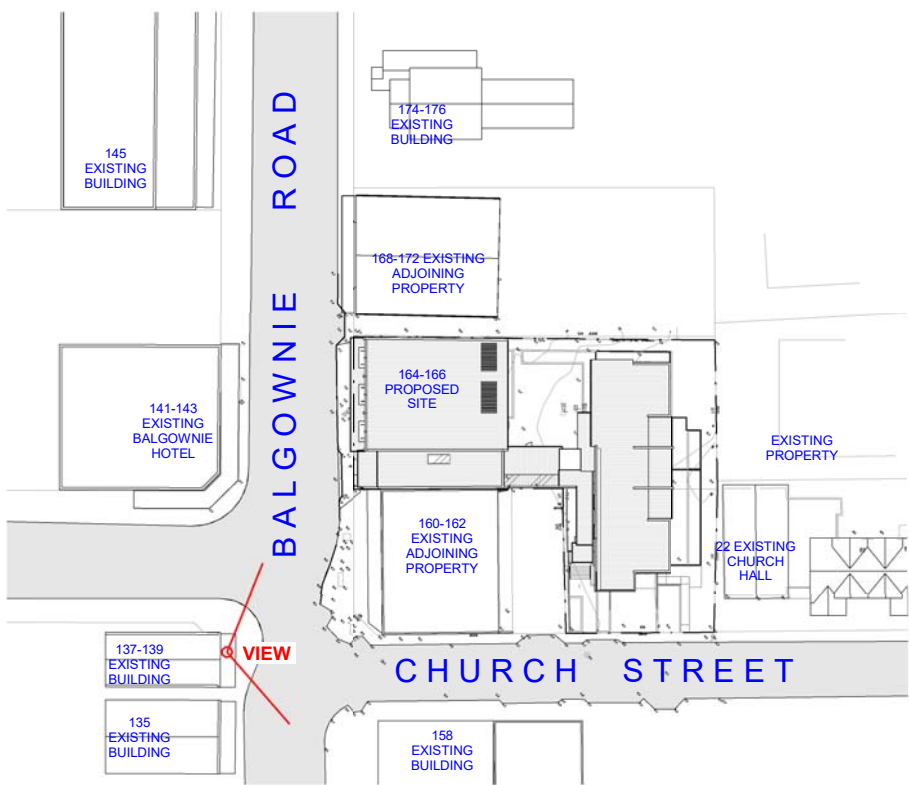 BALGOWNIE ROAD
174-176
EXISTING
BUILDING
145
EXISTING
BUILDING
168-172 EXISTING
ADJOINING
PROPERTY
164-166
PROPOSED
SITE
141-143
EXISTING
BALGOWNIE
HOTEL
EXISTING
PROPERTY
160-162
EXISTING
ADJOINING
PROPERTY
22 EXISTING
CHURCH
HALL
137-139
EXISTING
BUILDING
VIEW
CHURCH STREET
135
EXISTING
BUILDING
158
EXISTING
BUILDING